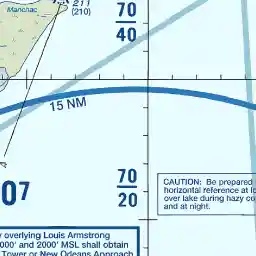 Manchac
211
(210)
70
40
15 NM
70
20
07
CAUTION: Be prepared
horizontal reference at lo
over lake during hazy co
and at night.
overlying Louis Armstrong
000' and 2000' MSL shall obtain
Tower or New Orleans Approach